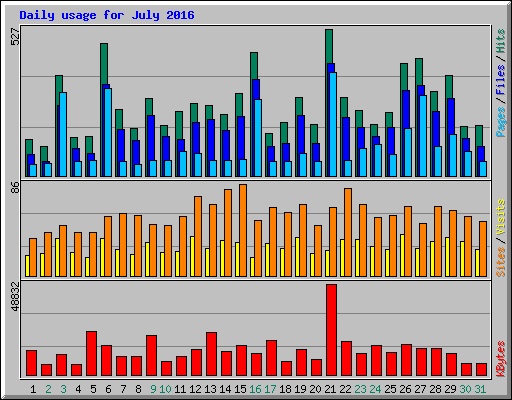 Daily usage for July 2016
527
Pages / Files / Hits
86
Sites / Visits
48832
KBytes
1 2 3 4 5 6 7 8 9 10 11 12 13 14 15 16 17 18 19 20 21 22 23 24 25 26 27 28 29 30 31